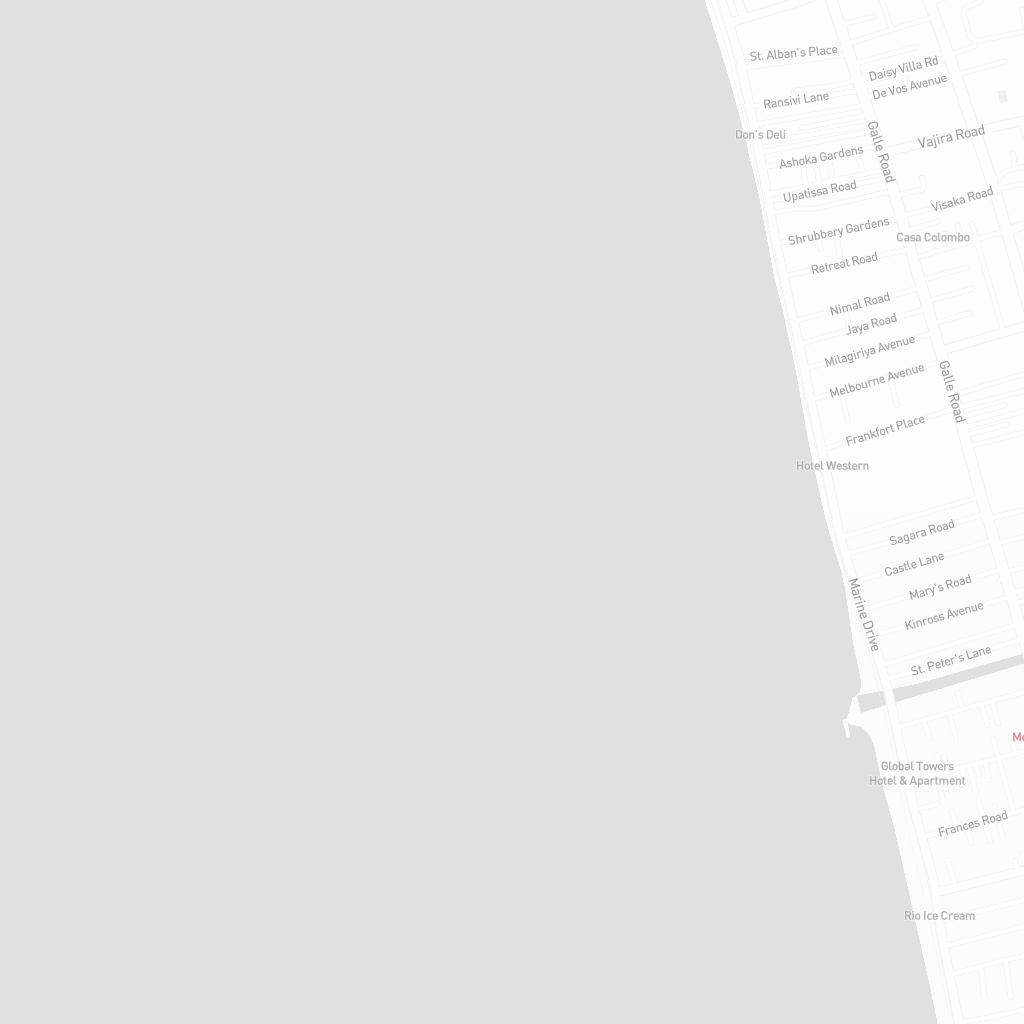 St. Alban's Place
Daisy Villa Rd
De Vos Avenue
Ransivi Lane
Don's Deli
Galle Road
Vajira Road
Ashoka Gardens
Upatissa Road
Visaka Road
Shrubbery Gardens
Casa Colombo
Retreat Road
Nimal Road
Jaya Road
Milagiriya Avenue
Melbourne Avenue
Galle Road
Frankfort Place
Hotel Western
Sagara Road
Castle Lane
Mary's Road
Marine Drive
Kinross Avenue
St. Peter's Lane
Global Towers
Hotel & Apartment
Frances Road
Rio Ice Cream